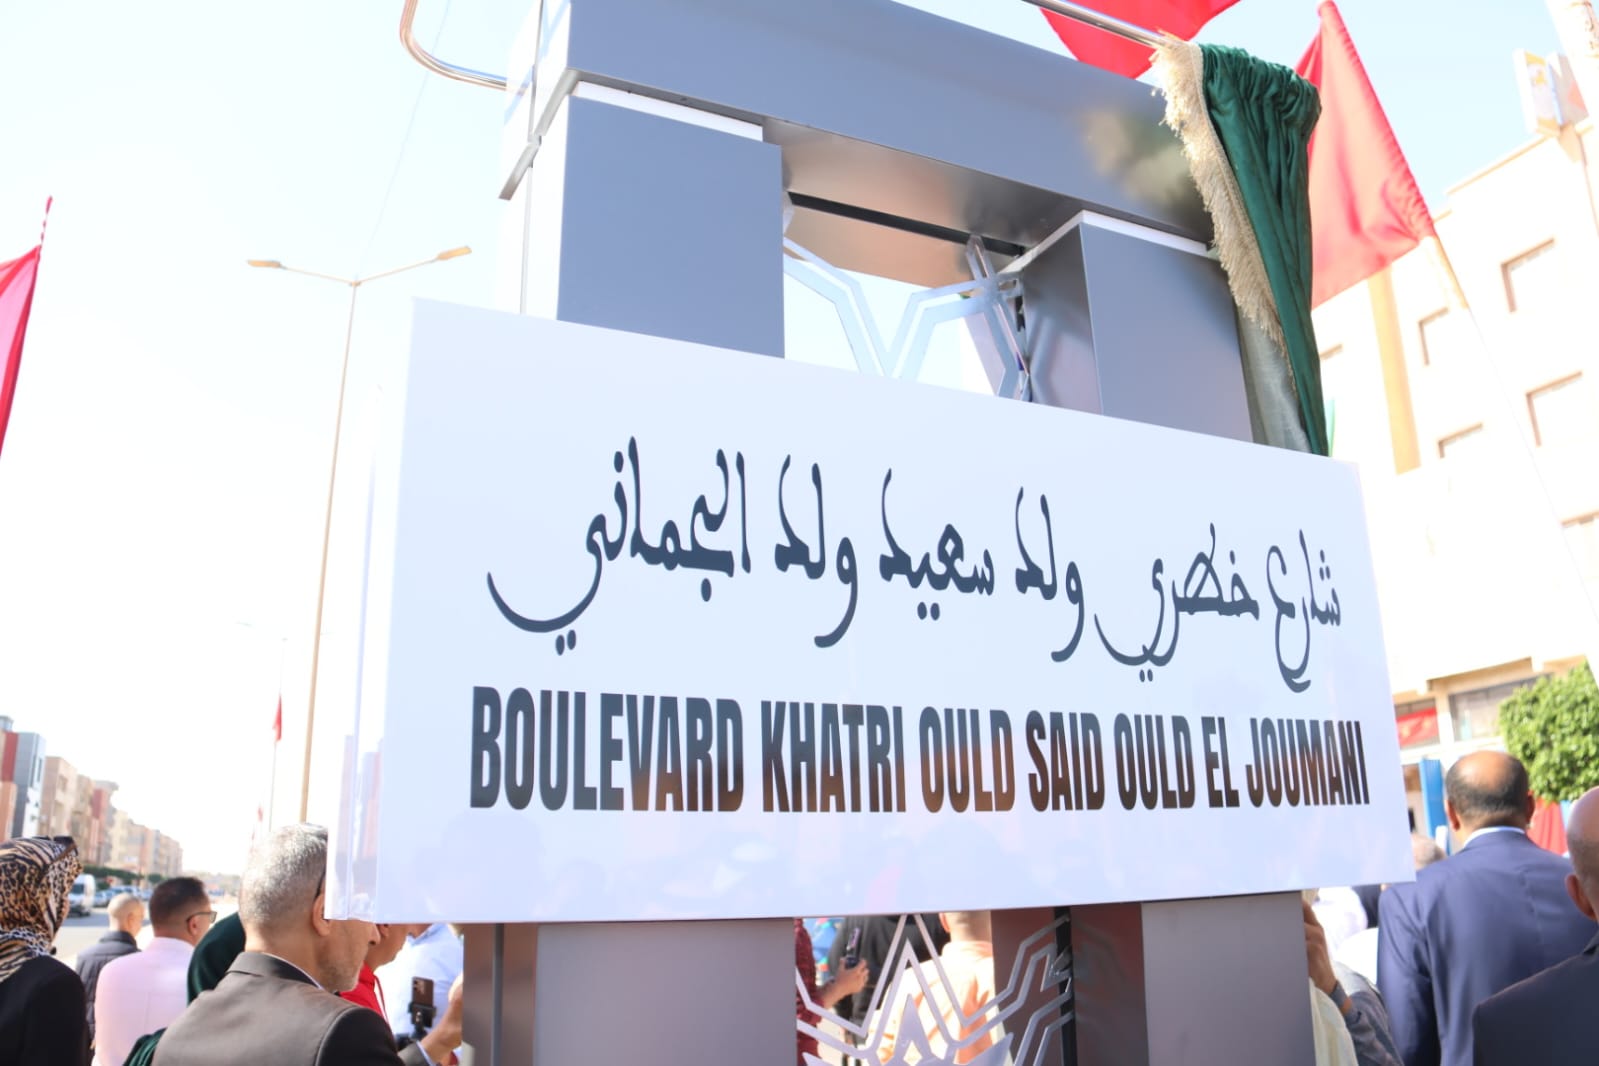 شارع خطري ولد سعيد ولد الجماني
BOULEVARD KHATRI OULD SAID OULD EL JOUMANI